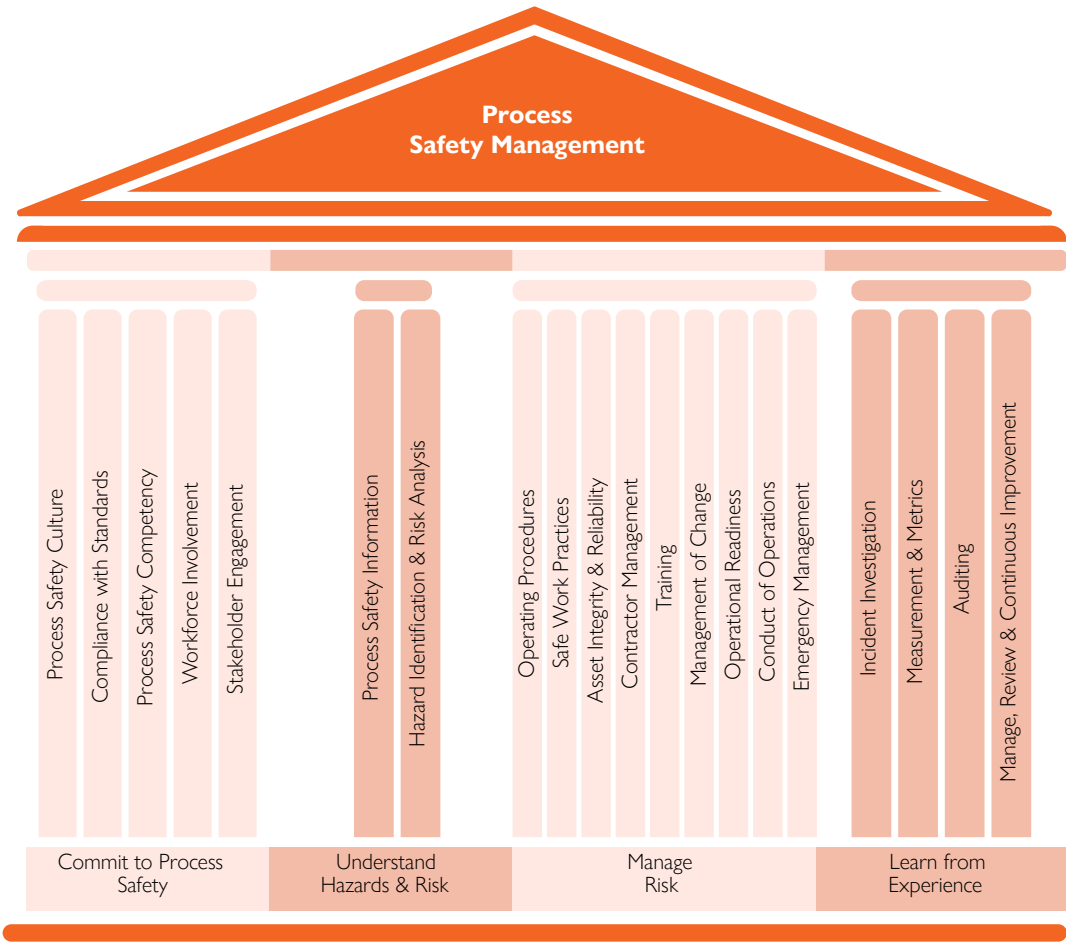 Process
Safety Management
Process Safety Culture
Compliance with Standards
Process Safety Competency
Workforce Involvement
Stakeholder Engagement
Process Safety Information
Hazard Identification & Risk Analysis
Operating Procedures
Safe Work Practices
Asset Integrity & Reliability
Contractor Management
Training
Management of Change
Operational Readiness
Conduct of Operations
Emergency Management
Incident Investigation
Measurement & Metrics
Auditing
Manage, Review & Continuous Improvement
Commit to Process
Safety
Understand
Hazards & Risk
Manage
Risk
Learn from
Experience